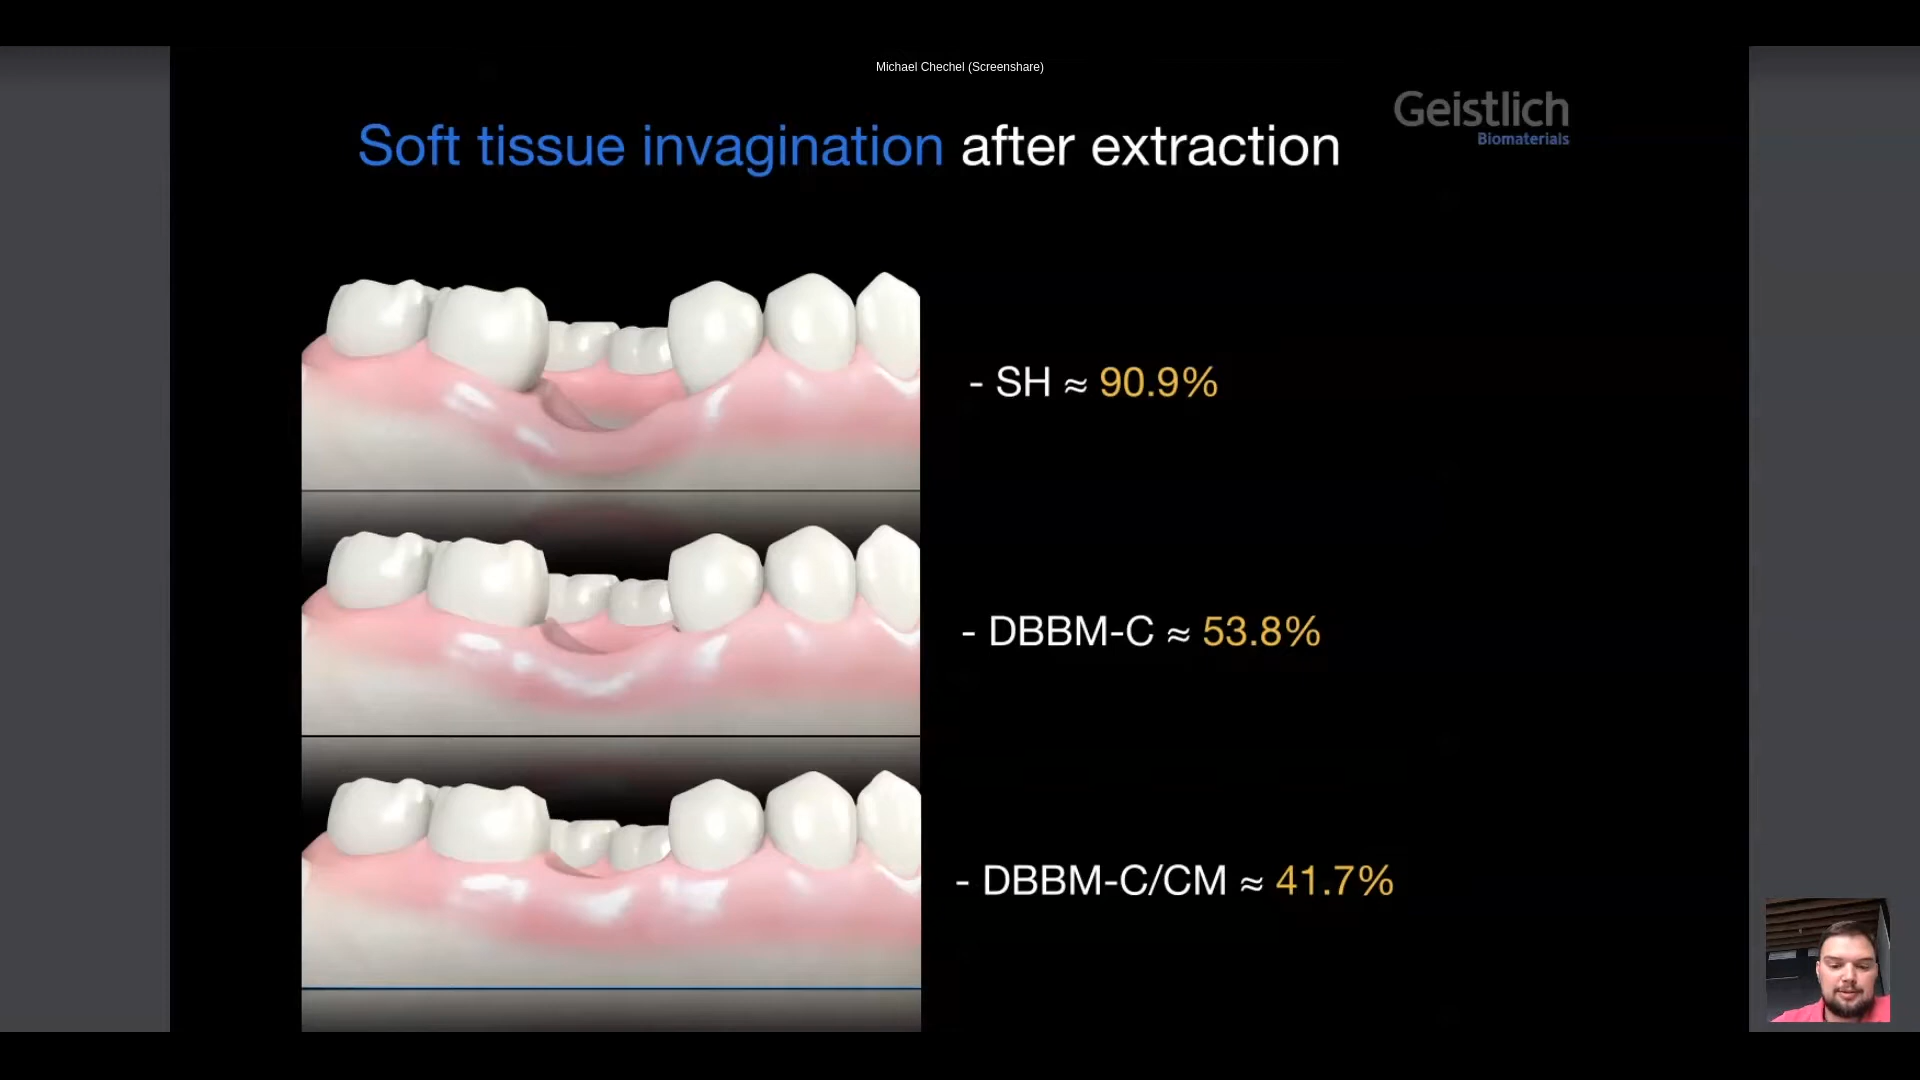 Michael Chechel (Screenshare)
Geistlich
Biomaterials
Soft tissue invagination after extraction
- SH ≈ 90.9%
- DBBM-C ≈ 53.8%
- DBBM-C/CM ≈ 41.7%